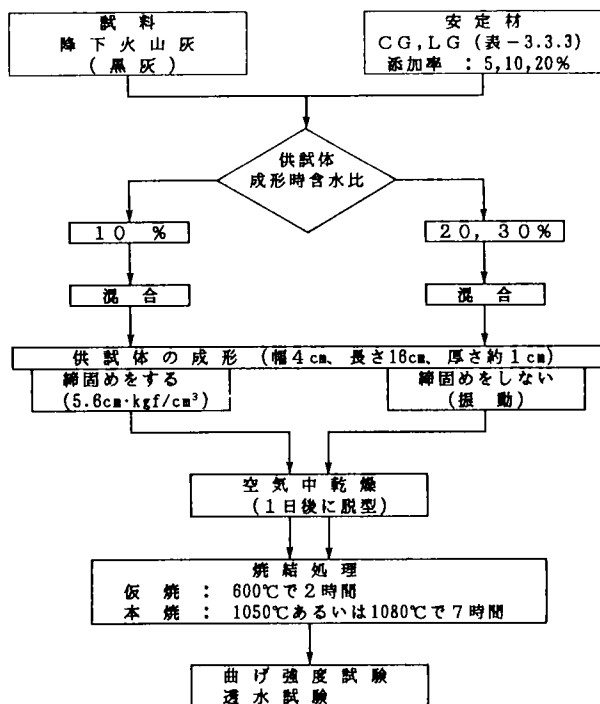 試料
降下火山灰
(黒灰)
安定材
CG,LG (表-3.3.3)
添加率 : 5,10,20%
供試体
成形時含水比
10 %
20, 30%
混合
混合
供試体の成形 (幅4cm、長さ16cm、厚さ約1cm)
締固めをする
(5.6cm·kgf/cm³)
締固めをしない
(振動)
空気中乾燥
(1日後に脱型)
焼結処理
仮焼 : 600℃で2時間
本焼 : 1050℃あるいは1080℃で7時間
曲げ強度試験
透水試験